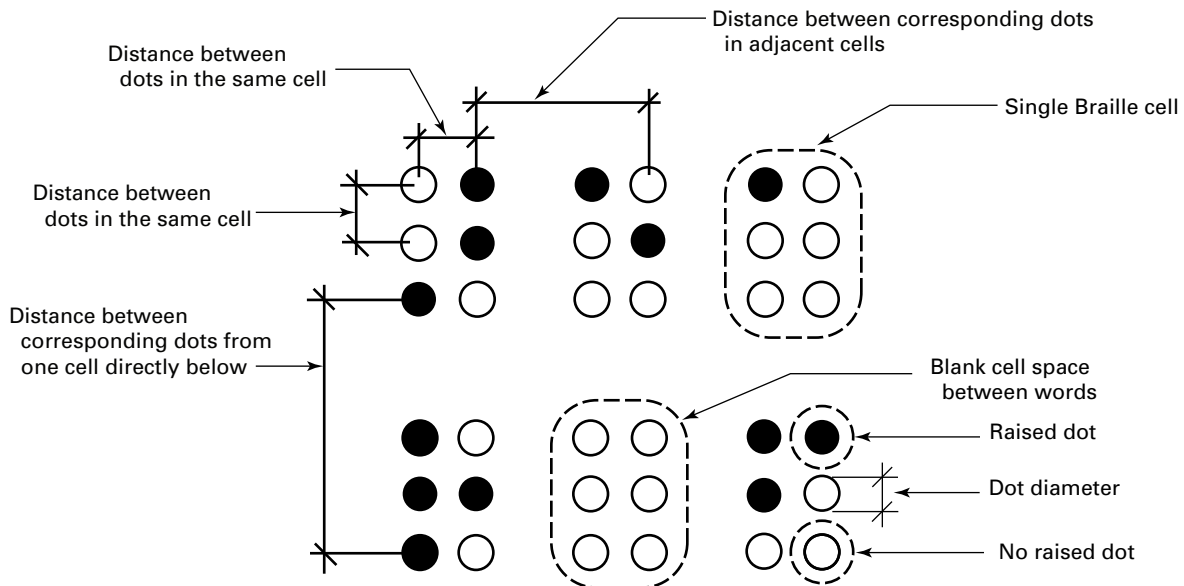 Distance between corresponding dots
in adjacent cells
Distance between
dots in the same cell
Single Braille cell
Distance between
dots in the same cell
Distance between
corresponding dots from
one cell directly below
Blank cell space
between words
Raised dot
Dot diameter
No raised dot